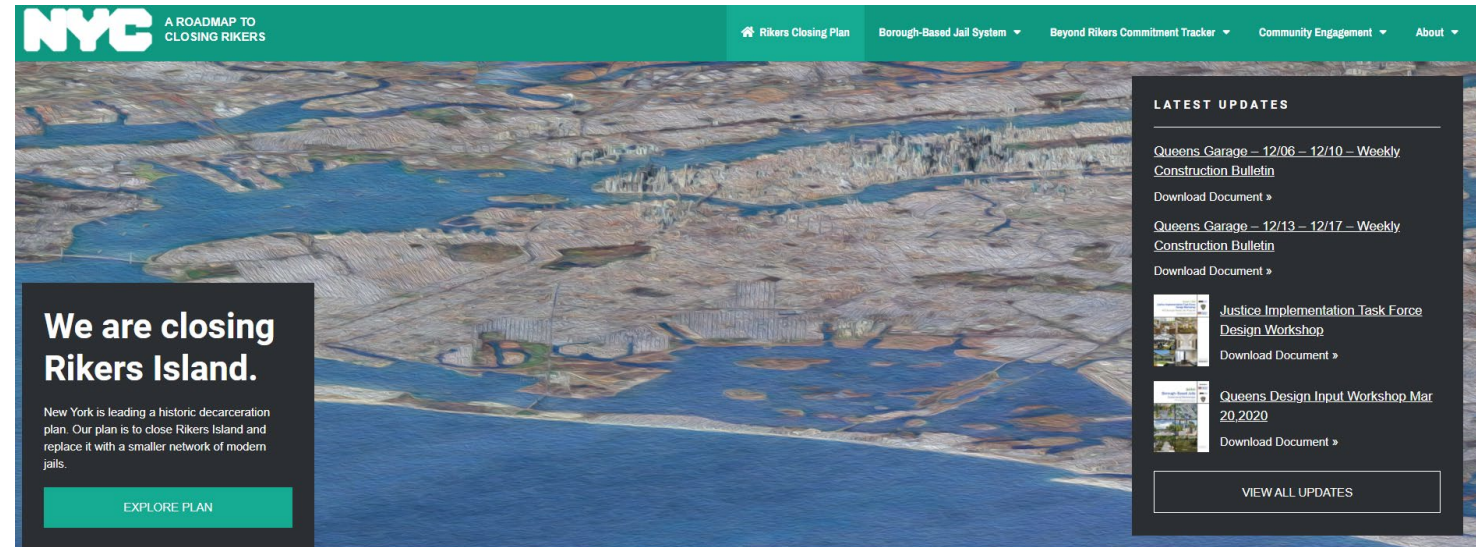 NYC
A ROADMAP TO
CLOSING RIKERS
Rikers Closing Plan
Borough-Based Jail System
Beyond Rikers Commitment Tracker
Community Engagement
About
We are closing
Rikers Island.
New York is leading a historic decarceration
plan. Our plan is to close Rikers Island and
replace it with a smaller network of modern
jails.
EXPLORE PLAN
LATEST UPDATES
Queens Garage – 12/06 – 12/10 – Weekly
Construction Bulletin
Download Document »
Queens Garage – 12/13 – 12/17 – Weekly
Construction Bulletin
Download Document »
Justice Implementation Task Force
Design Workshop
Download Document »
Queens Design Input Workshop Mar
20,2020
Download Document »
VIEW ALL UPDATES